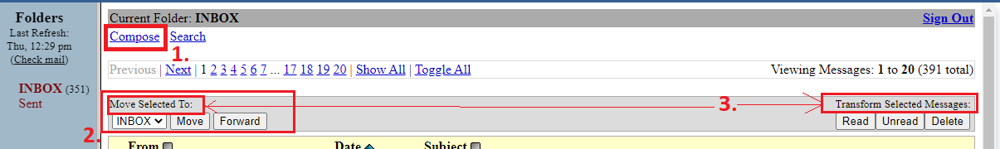 Folders
Last Refresh:
Thu, 12:29 pm
(Check mail)
INBOX (351)
Sent
Current Folder: INBOX Sign Out
Compose Search
1.
Previous | Next | 1 2 3 4 5 6 7 ... 17 18 19 20 | Show All | Toggle All Viewing Messages: 1 to 20 (391 total)
Move Selected To: 3. Transform Selected Messages:
2. INBOX Move Forward Read Unread Delete
From Date Subject